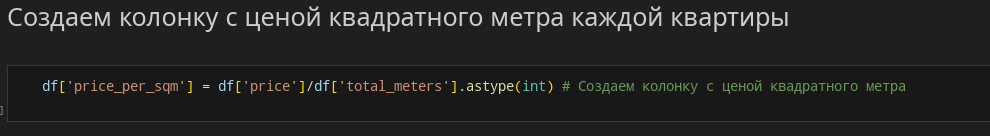 Создаем колонку с ценой квадратного метра каждой квартиры
df['price_per_sqm'] = df['price']/df['total_meters'].astype(int) # Создаем колонку с ценой квадратного метра
]